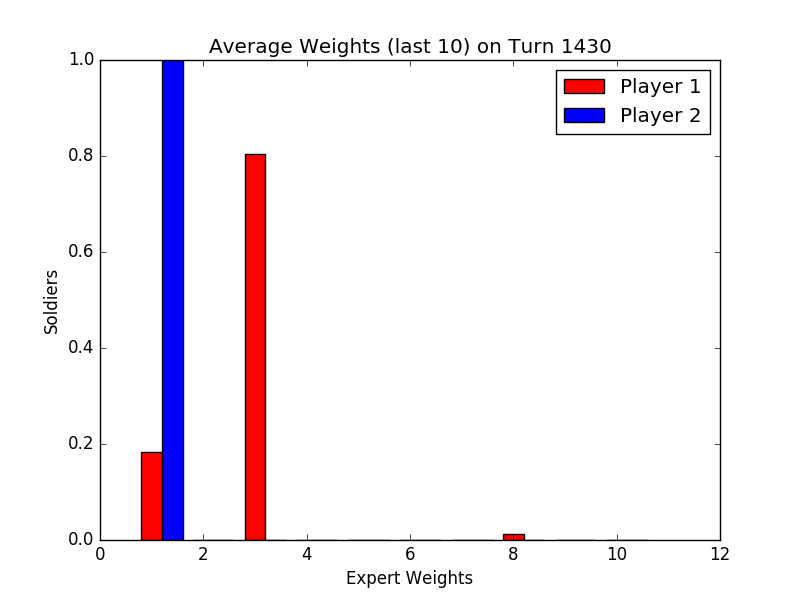 Average Weights (last 10) on Turn 1430
1.0
0.8
0.6
0.4
0.2
0.0
Soldiers
Player 1
Player 2
0 2 4 6 8 10 12
Expert Weights